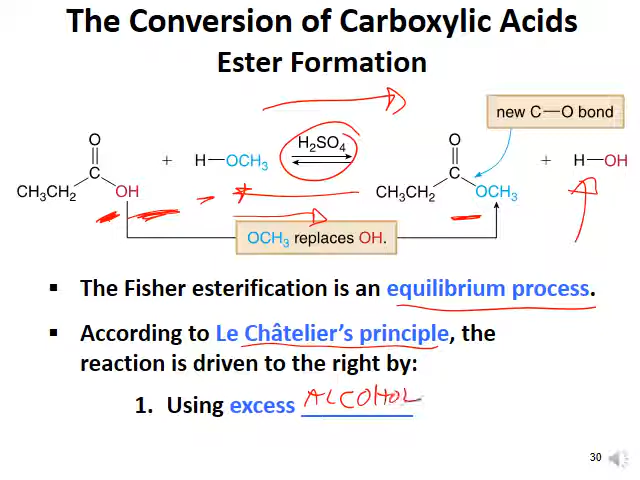 The Conversion of Carboxylic Acids
Ester Formation
new C—O bond
O
C
CH₃CH₂ OH + H—OCH₃ H₂SO₄ O
C
CH₃CH₂ OCH₃ + H—OH
OCH₃ replaces OH.
▪ The Fisher esterification is an equilibrium process.
▪ According to Le Châtelier's principle, the
reaction is driven to the right by:
1. Using excess ALCOHOL
30